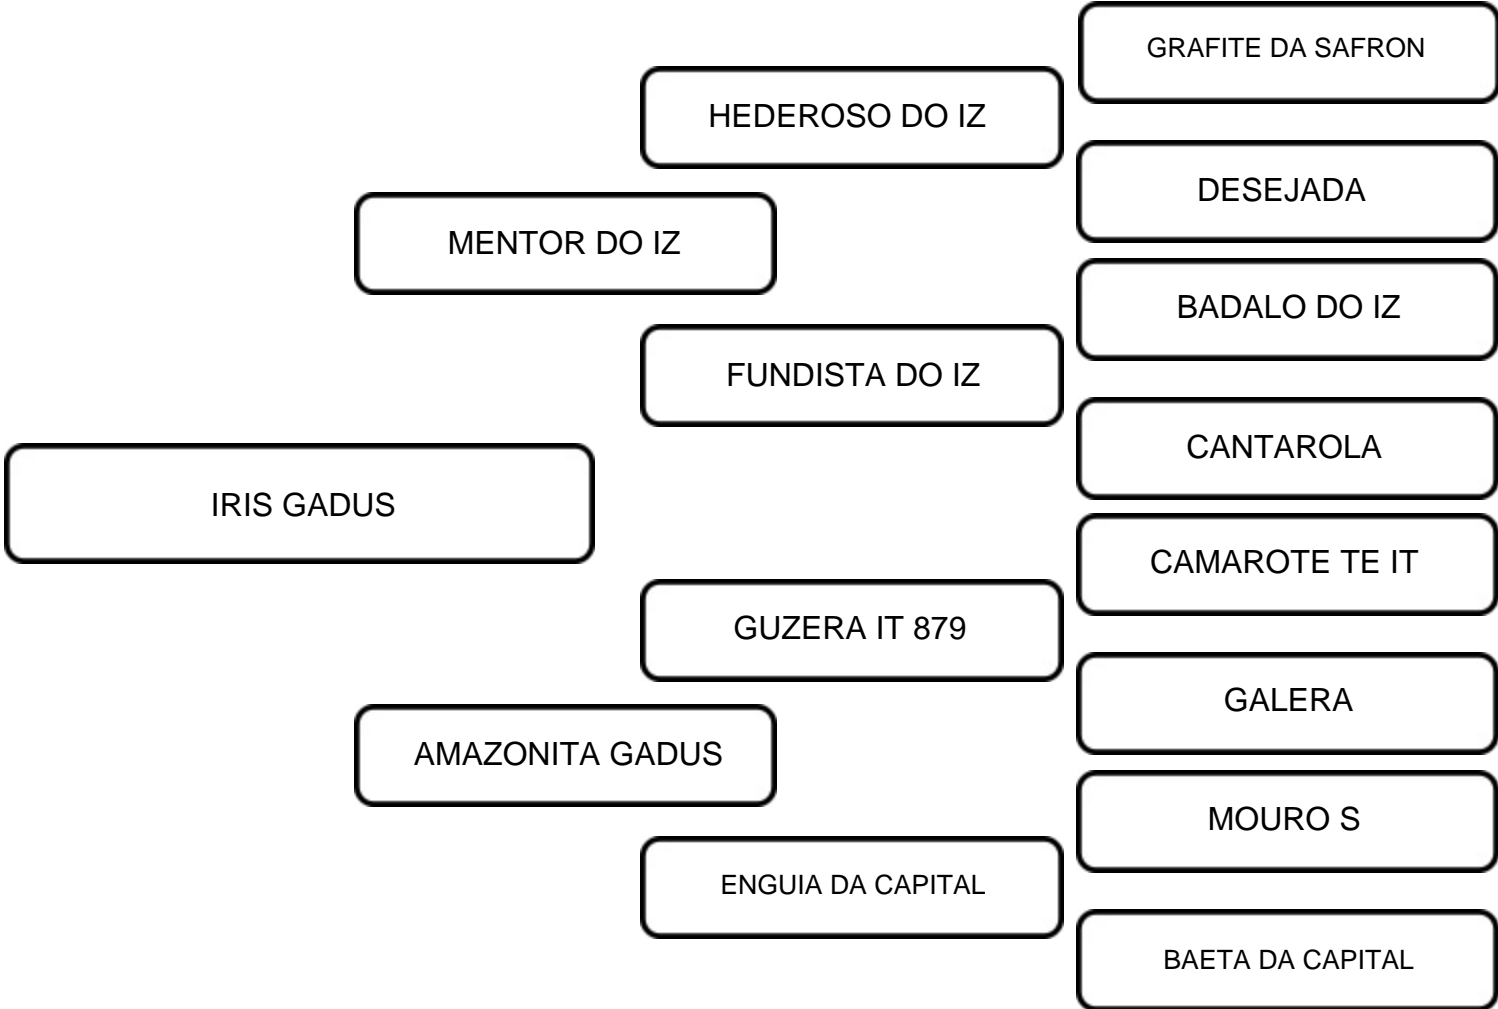 GRAFITE DA SAFRON
HEDEROSO DO IZ
DESEJADA
MENTOR DO IZ
BADALO DO IZ
FUNDISTA DO IZ
CANTAROLA
IRIS GADUS
CAMAROTE TE IT
GUZERA IT 879
GALERA
AMAZONITA GADUS
MOURO S
ENGUIA DA CAPITAL
BAETA DA CAPITAL